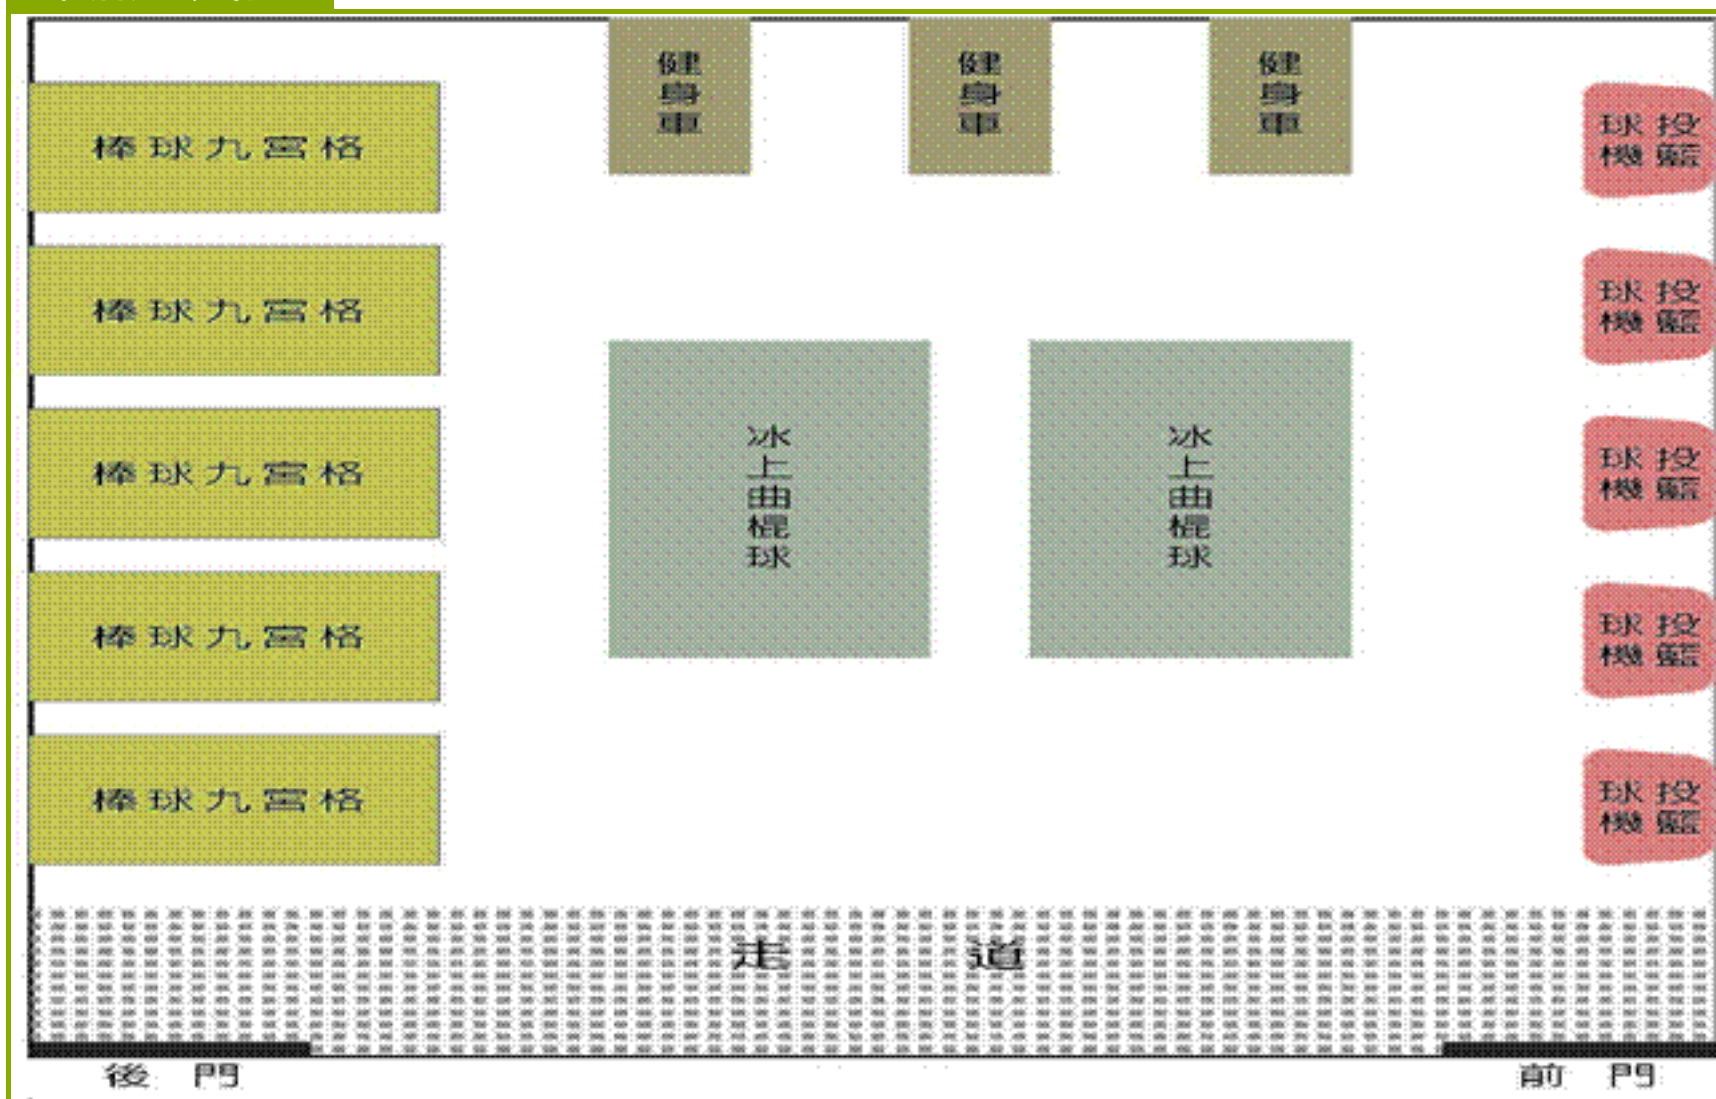 健身車
健身車
健身車
棒球九宮格
棒球九宮格
棒球九宮格
棒球九宮格
棒球九宮格
冰上曲棍球
冰上曲棍球
投籃
球機
投籃
球機
投籃
球機
投籃
球機
投籃
球機
走道
後門
前門